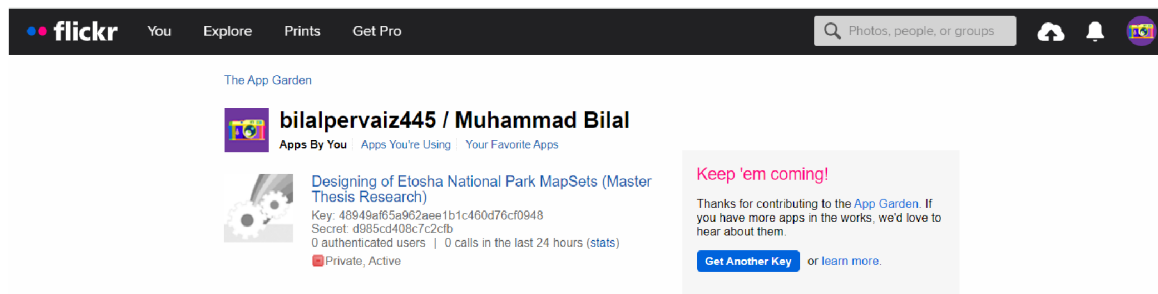 flickr You Explore Prints Get Pro Photos, people, or groups
The App Garden
bilalpervaiz445 / Muhammad Bilal
Apps By You Apps You're Using Your Favorite Apps
Designing of Etosha National Park MapSets (Master
Thesis Research)
Key: 48949af65a962aee1b1c460d76cf0948
Secret: d985cd408c7c2cfb
0 authenticated users | 0 calls in the last 24 hours (stats)
Private, Active
Keep 'em coming!
Thanks for contributing to the App Garden. If
you have more apps in the works, we'd love to
hear about them.
Get Another Key or learn more.